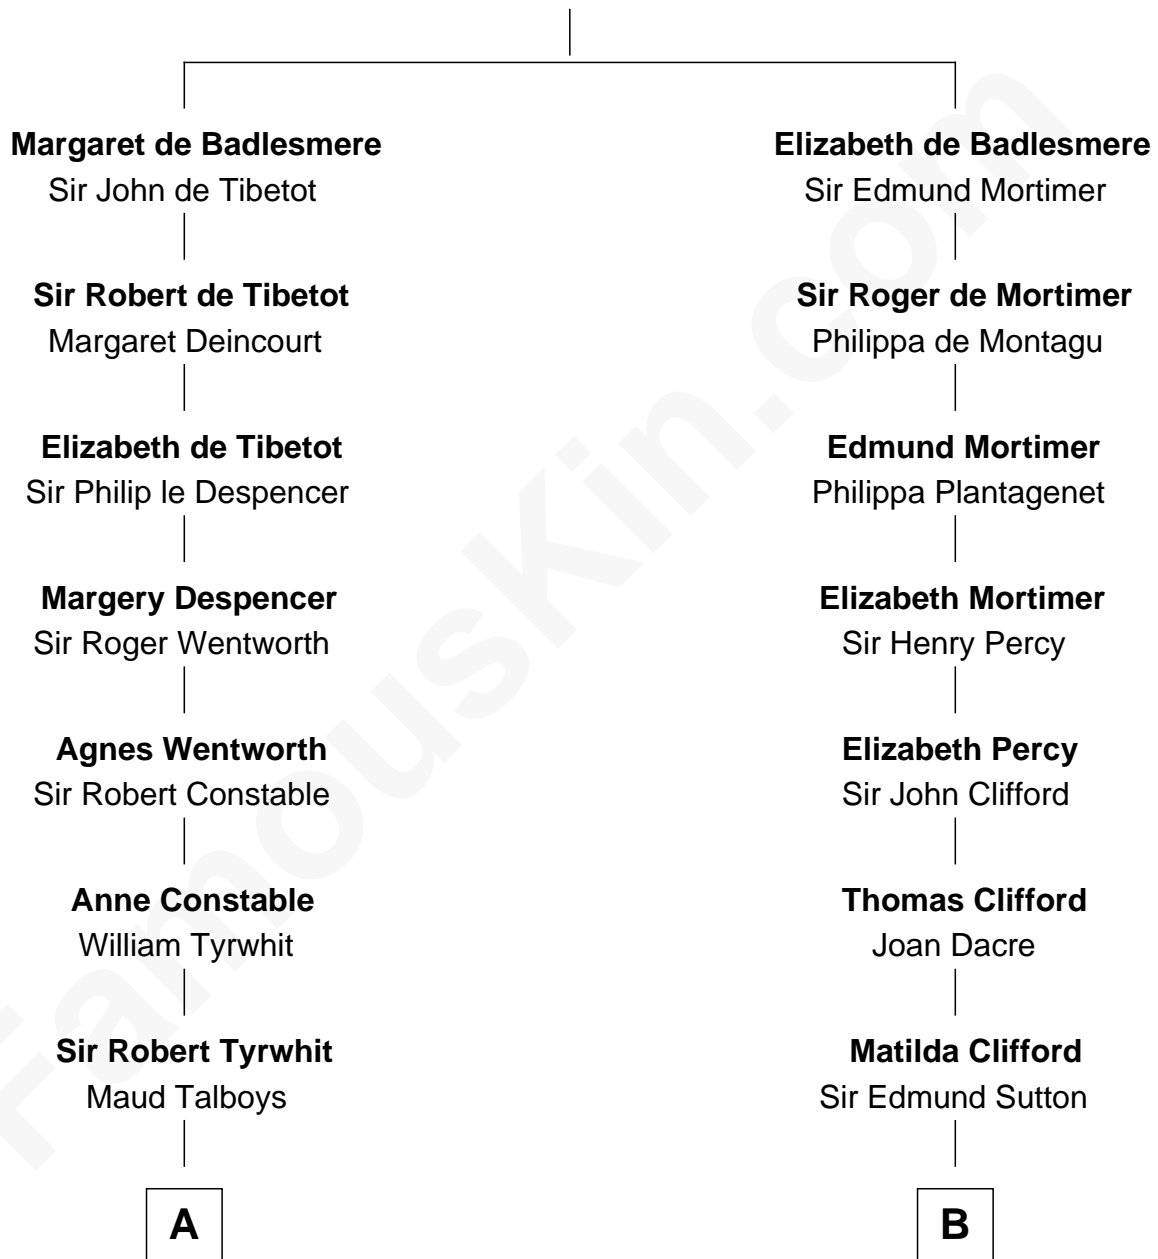 Margaret de Badlesmere
Sir John de Tibetot
Sir Robert de Tibetot
Margaret Deincourt
Elizabeth de Tibetot
Sir Philip le Despencer
Margery Despencer
Sir Roger Wentworth
Agnes Wentworth
Sir Robert Constable
Anne Constable
William Tyrwhit
Sir Robert Tyrwhit
Maud Talboys
A
Elizabeth de Badlesmere
Sir Edmund Mortimer
Sir Roger de Mortimer
Philippa de Montagu
Edmund Mortimer
Philippa Plantagenet
Elizabeth Mortimer
Sir Henry Percy
Elizabeth Percy
Sir John Clifford
Thomas Clifford
Joan Dacre
Matilda Clifford
Sir Edmund Sutton
B
FamousKin.com